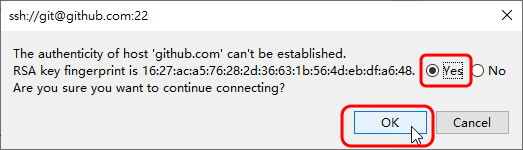 ssh://git@github.com:22
The authenticity of host 'github.com' can't be established.
RSA key fingerprint is 16:27:ac:a5:76:28:2d:36:63:1b:56:4d:eb:df:a6:48. Yes No
Are you sure you want to continue connecting?
OK Cancel